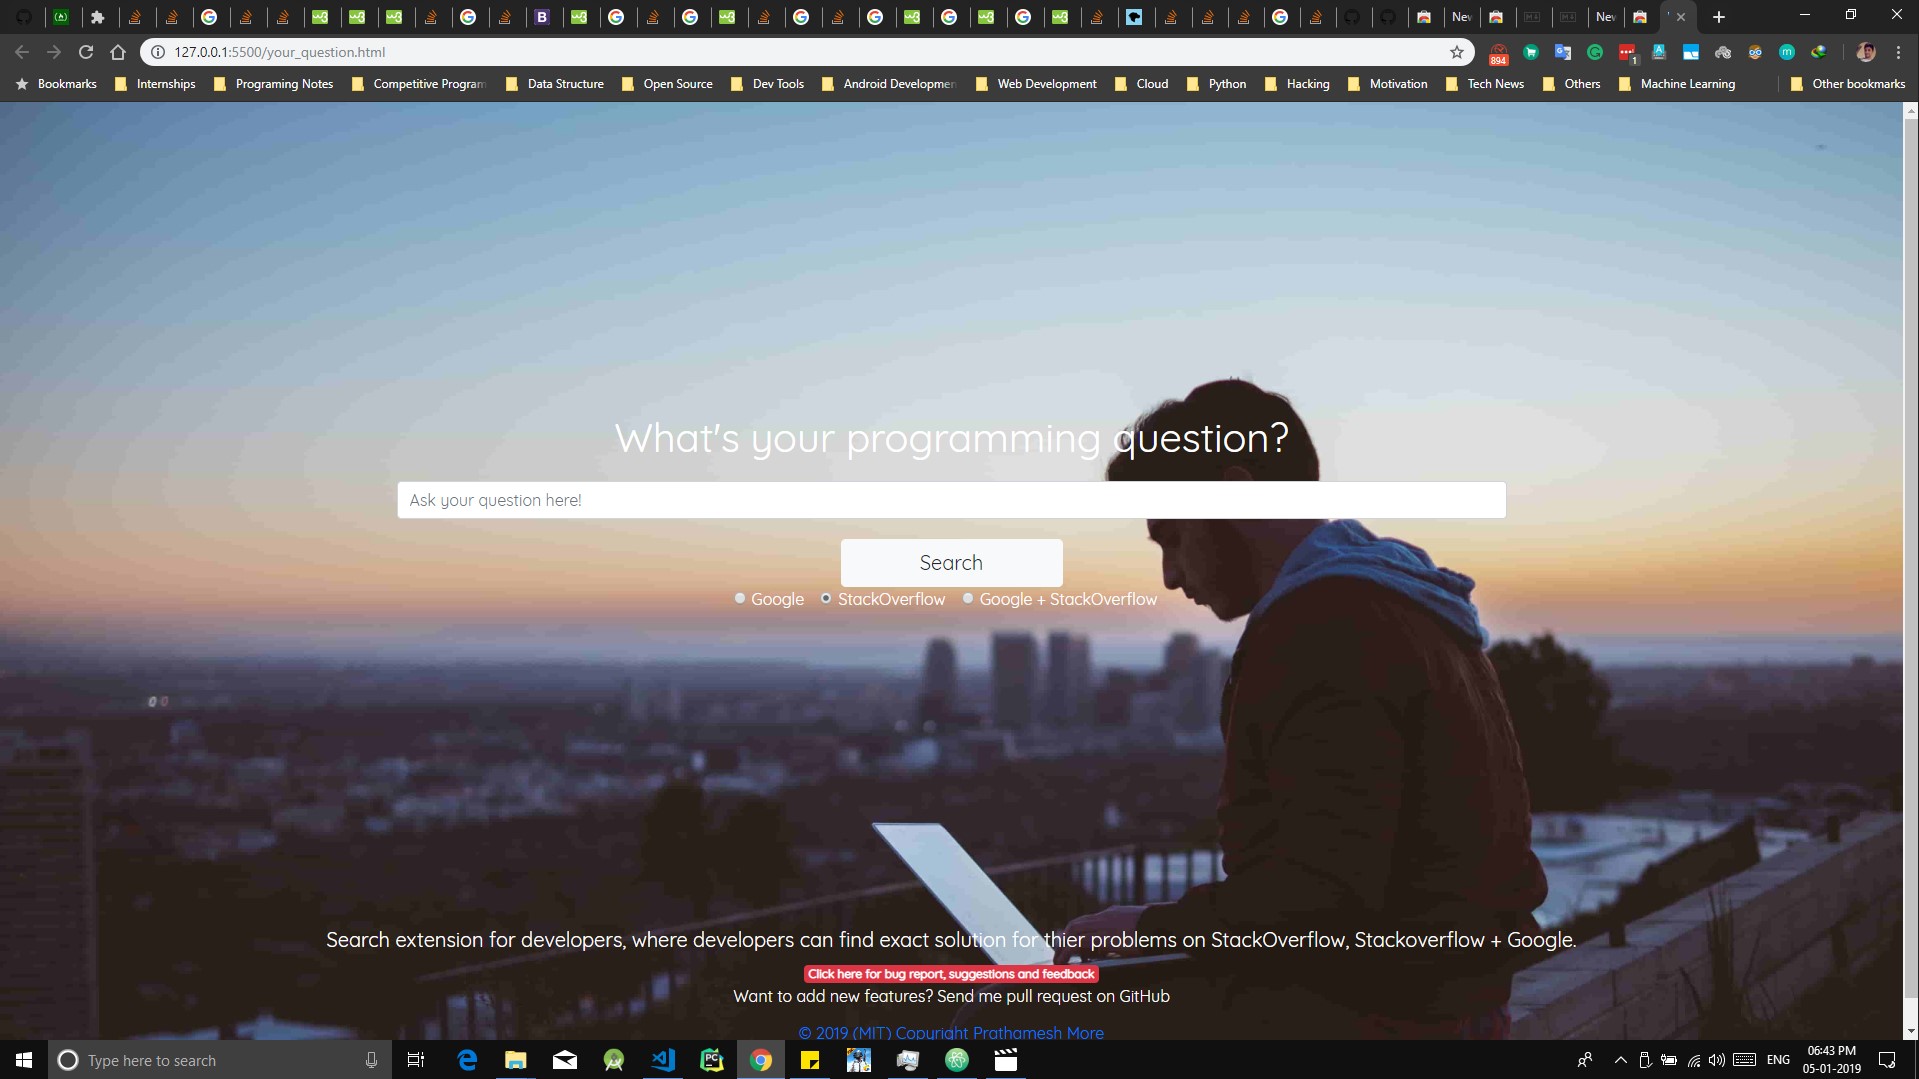 New
New
127.0.0.1:5500/your_question.html
894
1
Bookmarks Internships Programing Notes Competitive Program Data Structure Open Source Dev Tools Android Developmen Web Development Cloud Python Hacking Motivation Tech News Others Machine Learning Other bookmarks
What's your programming question?
Ask your question here!
Search
Google StackOverflow Google + StackOverflow
Search extension for developers, where developers can find exact solution for thier problems on StackOverflow, Stackoverflow + Google.
Click here for bug report, suggestions and feedback
Want to add new features? Send me pull request on GitHub
© 2019 (MIT) Copyright Prathamesh More
Type here to search
ENG
06:43 PM
05-01-2019